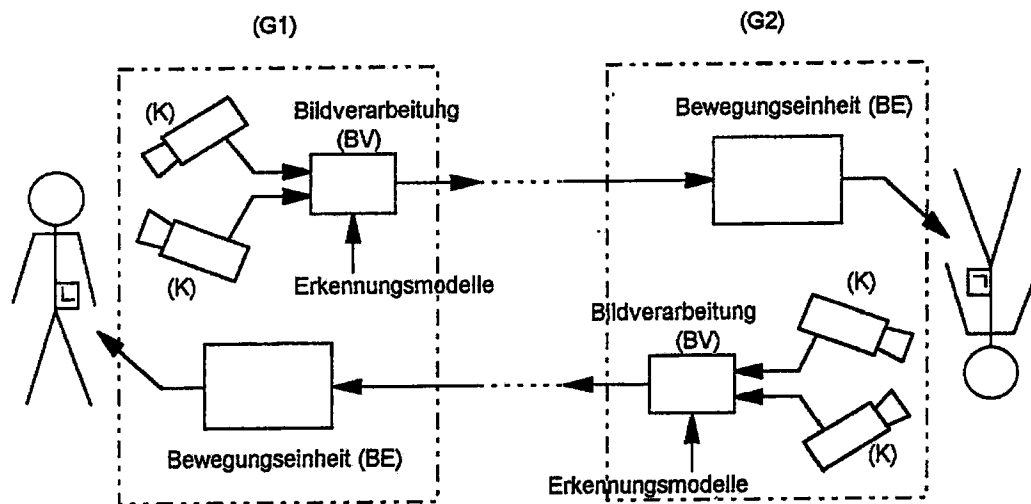 (G1)
(G2)
(K)
Bildverarbeitung
(BV)
Bewegungseinheit (BE)
(K)
Erkennungsmodelle
L
L
(K)
Bildverarbeitung
(BV)
(K)
Bewegungseinheit (BE)
Erkennungsmodelle